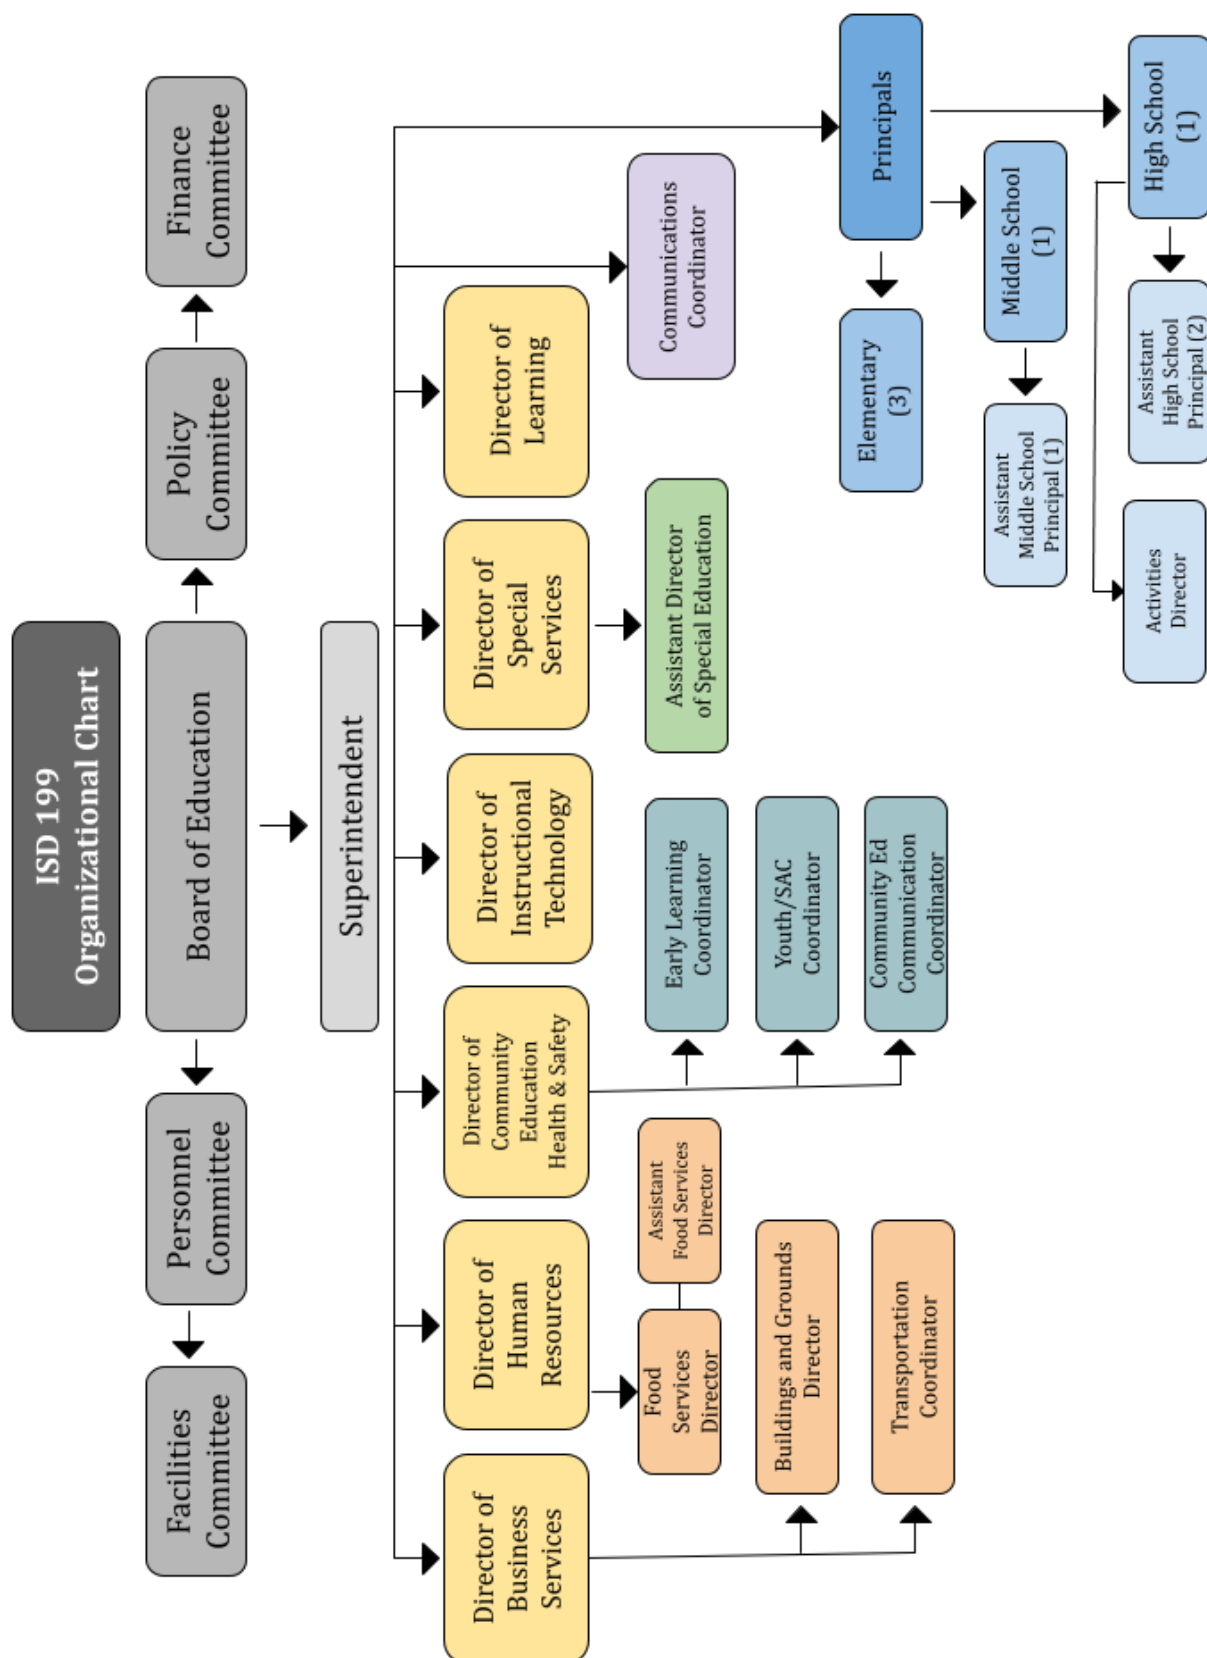 ISD 199
Organizational Chart
Facilities
Committee
Personnel
Committee
Board of Education
Policy
Committee
Finance
Committee
Superintendent
Director of
Business
Services
Director of
Human
Resources
Director of
Community
Education
Health & Safety
Director of
Instructional
Technology
Director of
Special
Services
Director of
Learning
Communications
Coordinator
Food
Services
Director
Assistant
Food Services
Director
Early Learning
Coordinator
Assistant Director
of Special Education
Buildings and Grounds
Director
Youth/SAC
Coordinator
Transportation
Coordinator
Community Ed
Communication
Coordinator
Principals
Elementary
(3)
Middle School
(1)
Assistant
Middle School
Principal (1)
High School
(1)
Assistant
High School
Principal (2)
Activities
Director